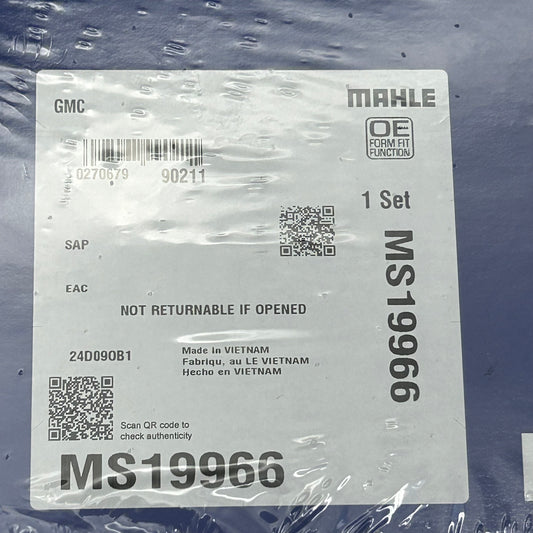 GMC
MAHLE
OE
FORM FIT
FUNCTION
0270679 90211
1 Set
MS19966
SAP
EAC
NOT RETURNABLE IF OPENED
24D090B1
Made in VIETNAM
Fabriqu, au LE VIETNAM
Hecho en VIETNAM
Scan QR code to
check authenticity
MS19966